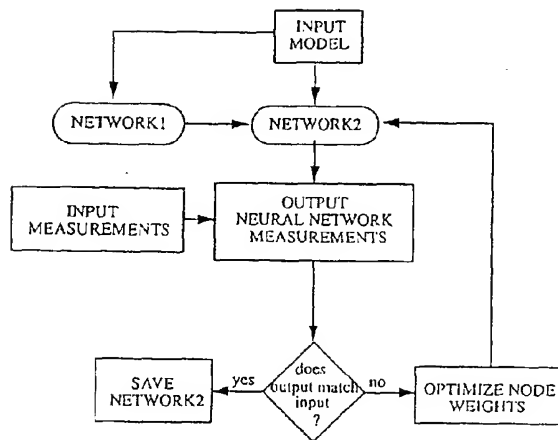 INPUT
MODEL
NETWORK1
NETWORK2
INPUT
MEASUREMENTS
OUTPUT
NEURAL NETWORK
MEASUREMENTS
does
output match
input
?
yes
no
SAVE
NETWORK2
OPTIMIZE NODE
WEIGHTS